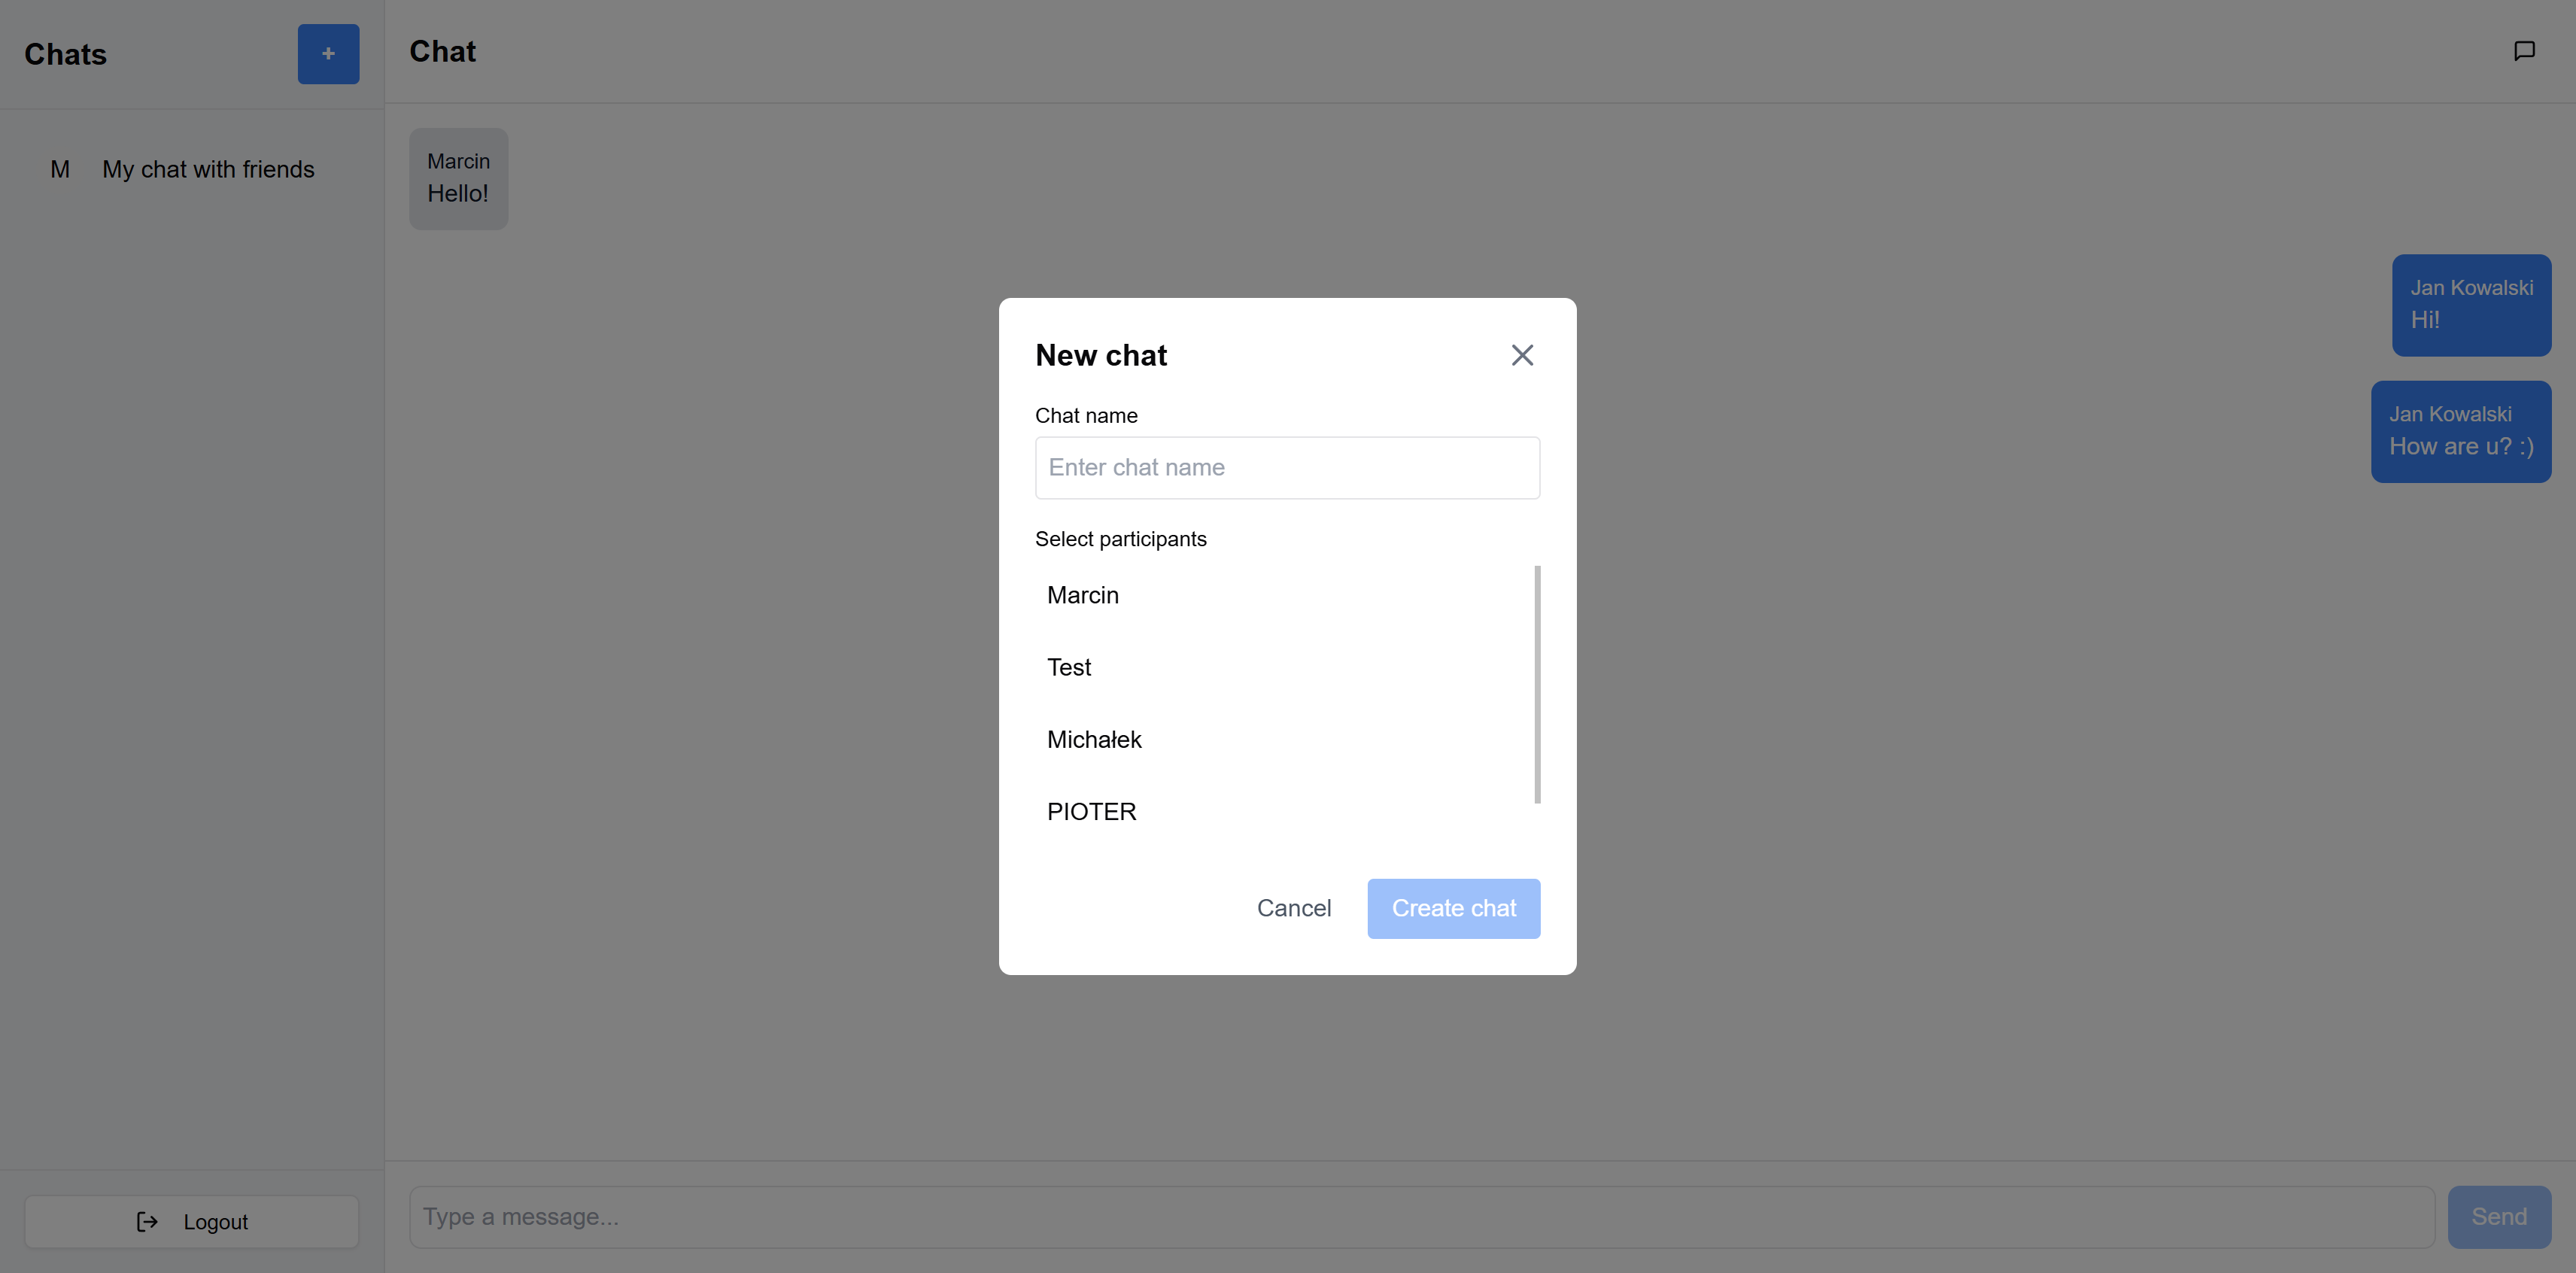 Chats
+
M My chat with friends
Logout
Chat
Marcin
Hello!
Jan Kowalski
Hi!
Jan Kowalski
How are u? :)
New chat
Chat name
Enter chat name
Select participants
Marcin
Test
Michałek
PIOTER
Cancel Create chat
Type a message... Send